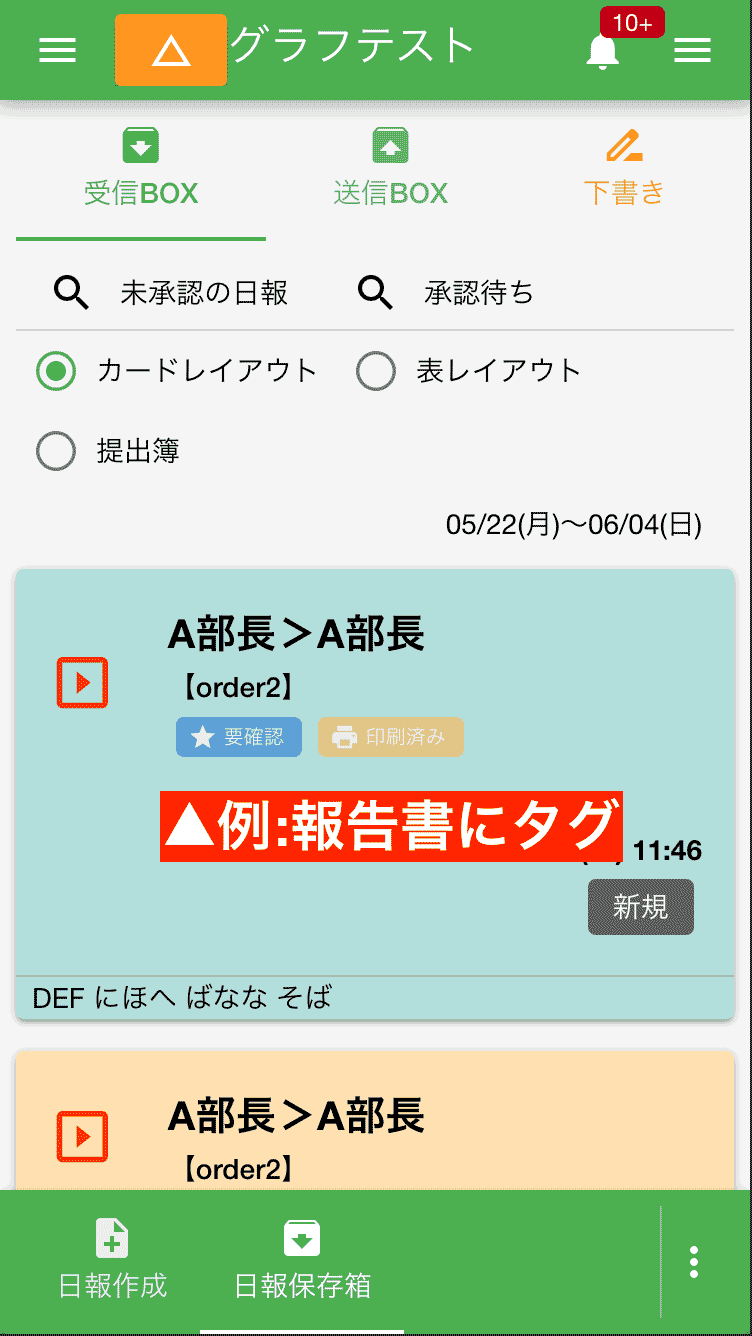 グラフテスト
10+
受信BOX 送信BOX 下書き
未承認の日報 承認待ち
カードレイアウト 表レイアウト
提出簿
05/22(月)〜06/04(日)
A部長＞A部長
【order2】
要確認 印刷済み
▲例:報告書にタグ
11:46
新規
DEF にほへ ばなな そば
A部長＞A部長
【order2】
日報作成 日報保存箱